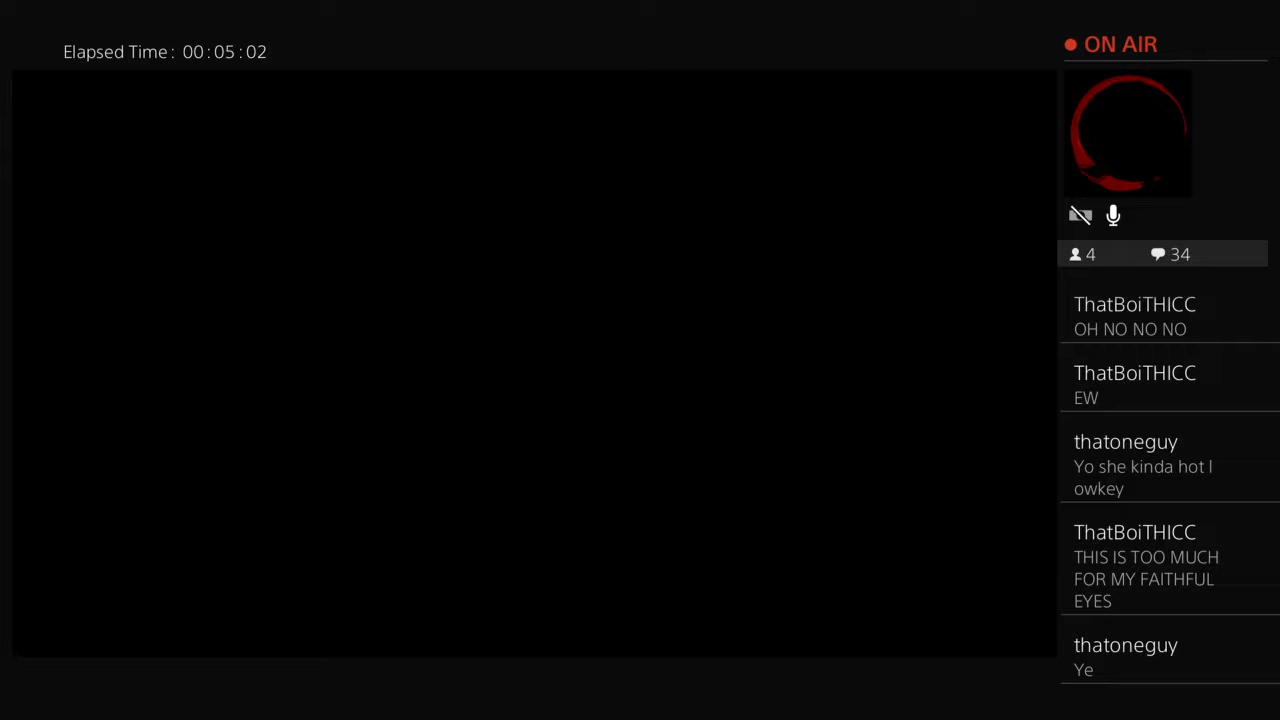 Elapsed Time: 00:05:02
ON AIR
4 34
ThatBoiTHICC
OH NO NO NO
ThatBoiTHICC
EW
thatoneguy
Yo she kinda hot l
owkey
ThatBoiTHICC
THIS IS TOO MUCH
FOR MY FAITHFUL
EYES
thatoneguy
Ye